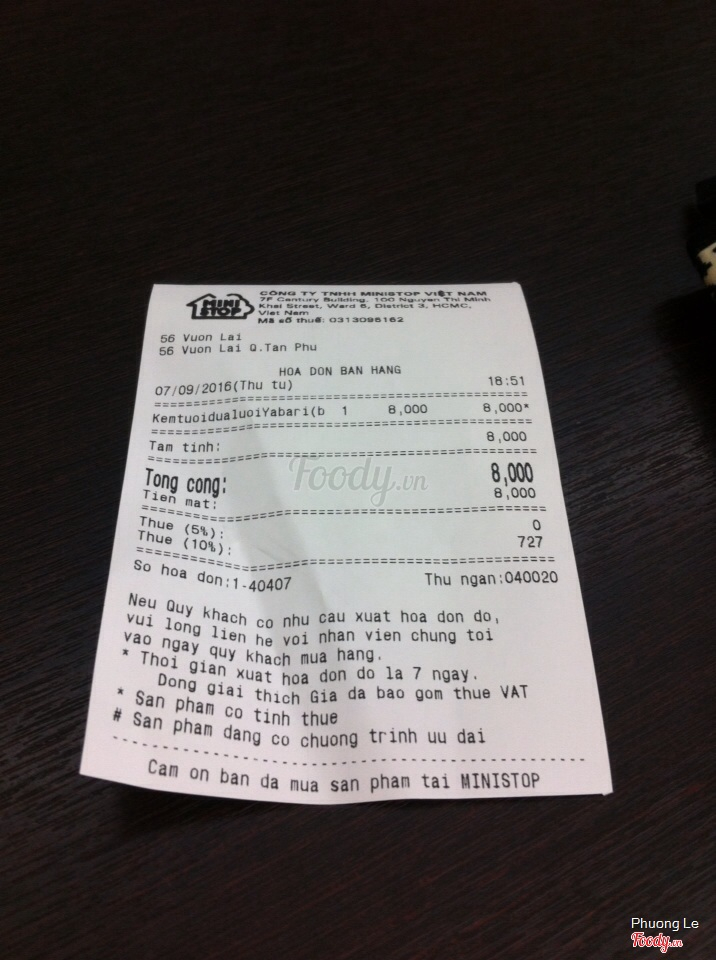 MINI STOP
CÔNG TY TNHH MINISTOP VIỆT NAM
7F Century Building, 100 Nguyen Thi Minh
Khai Street, Ward 6, District 3, HCMC,
Viet Nam
Mã số thuế: 0313095162
56 Vuon Lai
56 Vuon Lai Q.Tan Phu
HOA DON BAN HANG
07/09/2016(Thu tu) 18:51
KemtuoidualuoiYabari(b 1 8,000 8,000*
Tam tinh: 8,000
Tong cong: 8,000
Tien mat: 8,000
Thue (5%): 0
Thue (10%): 727
So hoa don:1-40407 Thu ngan:040020
Neu Quy khach co nhu cau xuat hoa don do,
vui long lien he voi nhan vien chung toi
vao ngay quy khach mua hang.
* Thoi gian xuat hoa don do la 7 ngay.
Dong giai thich Gia da bao gom thue VAT
* San pham co tinh thue
# San pham dang co chuong trinh uu dai
Cam on ban da mua san pham tai MINISTOP
Foody.vn
Phuong Le
Foody.vn